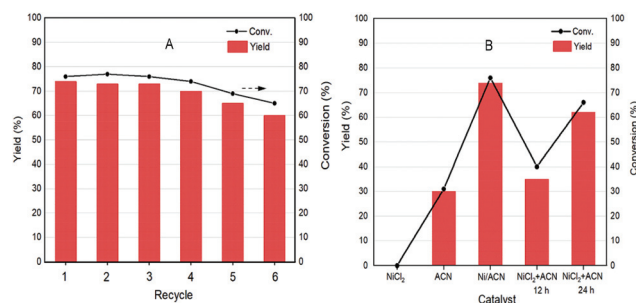 A
Conv.
Yield
100
90
80
70
60
50
40
30
20
10
0
Yield (%)
100
90
80
70
60
50
40
30
20
10
0
Conversion (%)
1 2 3 4 5 6
Recycle
B
Conv.
Yield
100
90
80
70
60
50
40
30
20
10
0
Yield (%)
100
90
80
70
60
50
40
30
20
10
0
Conversion (%)
NiCl₂ ACN Ni/ACN NiCl₂+ACN NiCl₂+ACN
12 h 24 h
Catalyst